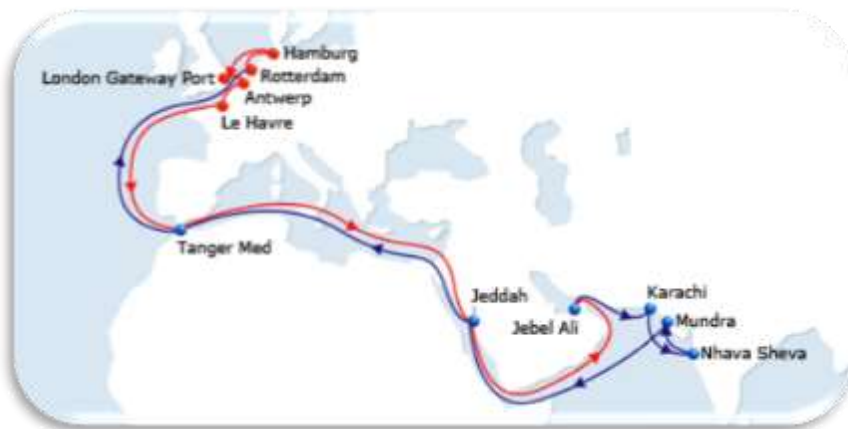 Hamburg
London Gateway Port
Rotterdam
Antwerp
Le Havre
Tanger Med
Jeddah
Karachi
Jebel Ali
Mundra
Nhava Sheva